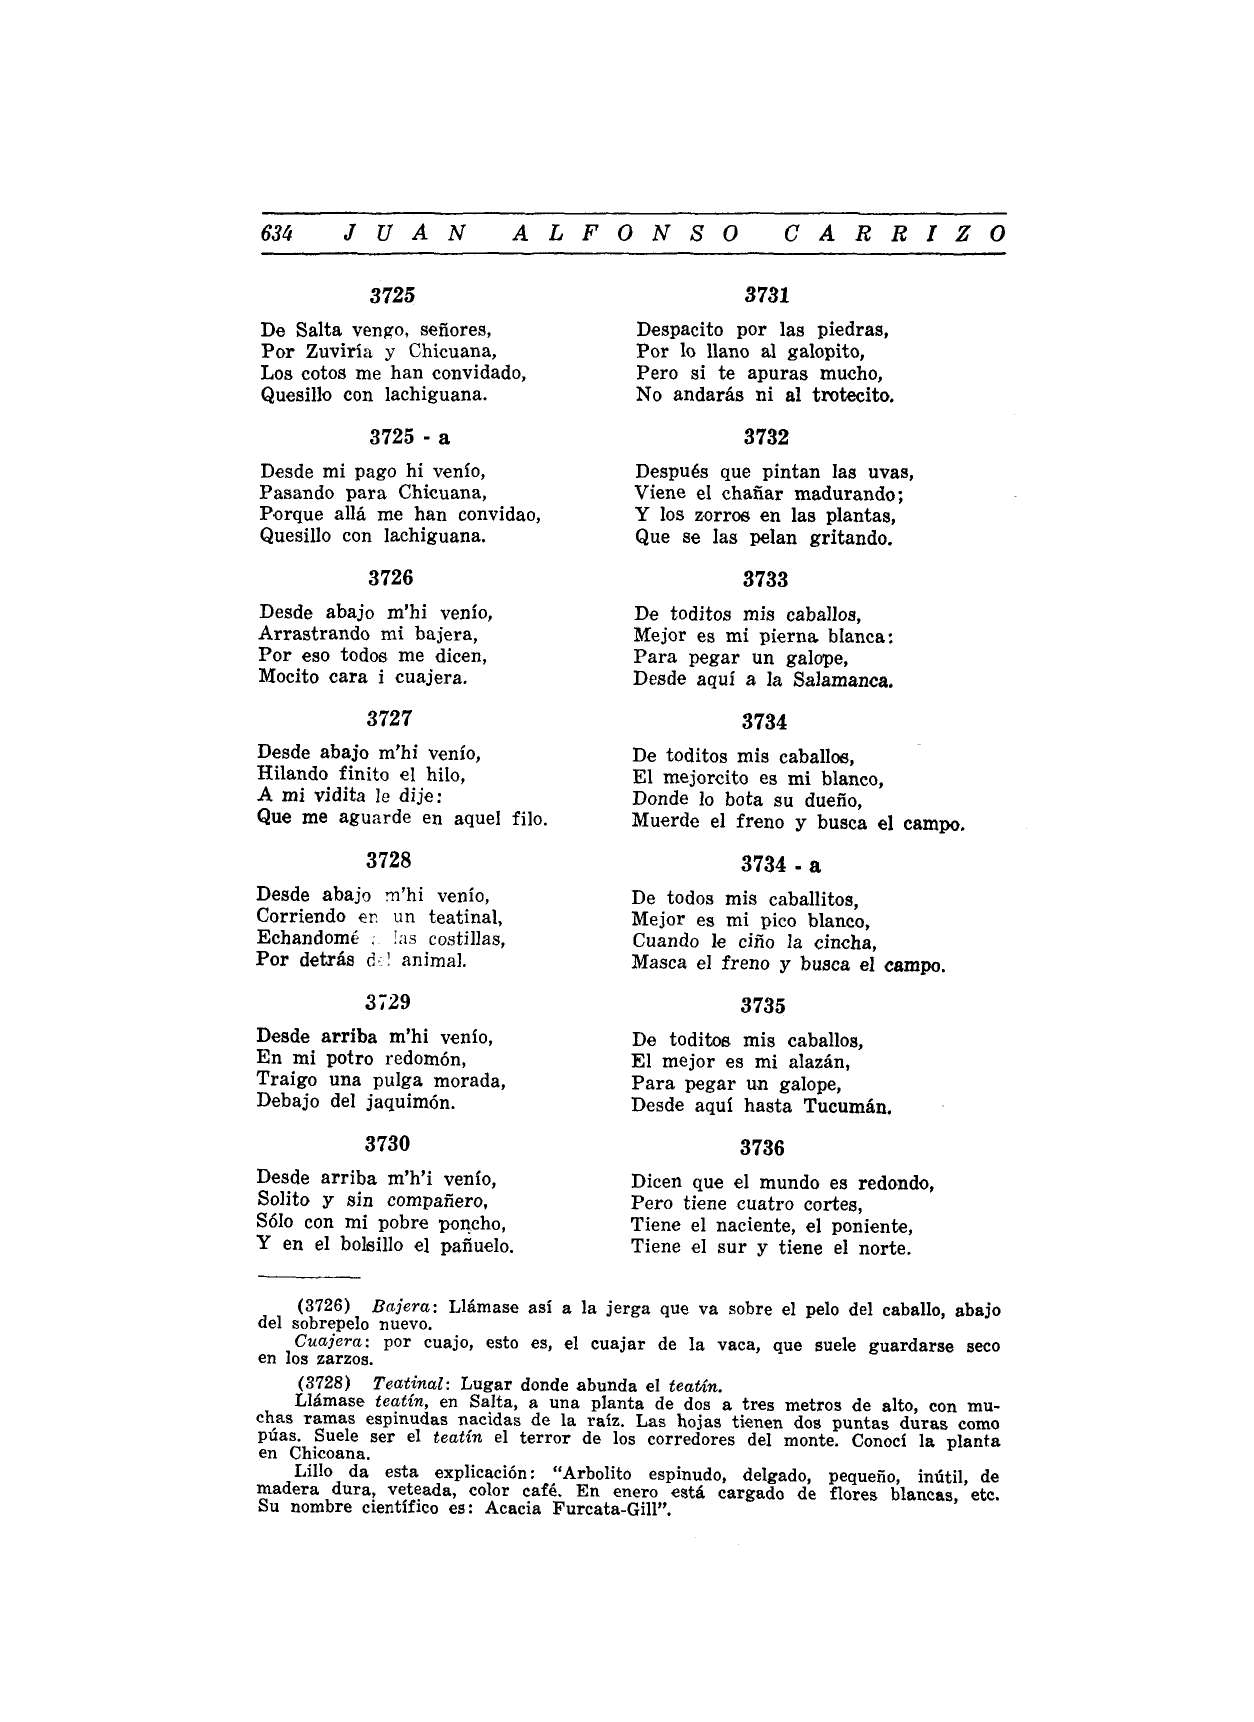 634 JUAN ALFONSO CARRIZO
3725
De Salta vengo, señores,
Por Zuviría y Chicuana,
Los cotos me han convidado,
Quesillo con lachiguana.
3725 - a
Desde mi pago hi venío,
Pasando para Chicuana,
Porque allá me han convidao,
Quesillo con lachiguana.
3726
Desde abajo m'hi venío,
Arrastrando mi bajera,
Por eso todos me dicen,
Mocito cara i cuajera.
3727
Desde abajo m'hi venío,
Hilando finito el hilo,
A mi vidita le dije:
Que me aguarde en aquel filo.
3728
Desde abajo m'hi venío,
Corriendo en un teatinal,
Echandomé las costillas,
Por detrás del animal.
3729
Desde arriba m'hi venío,
En mi potro redomón,
Traigo una pulga morada,
Debajo del jaquimón.
3730
Desde arriba m'h'i venío,
Solito y sin compañero,
Sólo con mi pobre poncho,
Y en el bolsillo el pañuelo.
3731
Despacito por las piedras,
Por lo llano al galopito,
Pero si te apuras mucho,
No andarás ni al trotecito.
3732
Después que pintan las uvas,
Viene el chañar madurando;
Y los zorros en las plantas,
Que se las pelan gritando.
3733
De toditos mis caballos,
Mejor es mi pierna blanca:
Para pegar un galope,
Desde aquí a la Salamanca.
3734
De toditos mis caballos,
El mejorcito es mi blanco,
Donde lo bota su dueño,
Muerde el freno y busca el campo.
3734 - a
De todos mis caballitos,
Mejor es mi pico blanco,
Cuando le ciño la cincha,
Masca el freno y busca el campo.
3735
De toditos mis caballos,
El mejor es mi alazán,
Para pegar un galope,
Desde aquí hasta Tucumán.
3736
Dicen que el mundo es redondo,
Pero tiene cuatro cortes,
Tiene el naciente, el poniente,
Tiene el sur y tiene el norte.
(3726) Bajera: Llámase así a la jerga que va sobre el pelo del caballo, abajo
del sobrepelo nuevo.
Cuajera: por cuajo, esto es, el cuajar de la vaca, que suele guardarse seco
en los zarzos.
(3728) Teatinal: Lugar donde abunda el teatín.
Llámase teatín, en Salta, a una planta de dos a tres metros de alto, con mu-
chas ramas espinudas nacidas de la raíz. Las hojas tienen dos puntas duras como
púas. Suele ser el teatín el terror de los corredores del monte. Conocí la planta
en Chicoana.
Lillo da esta explicación: "Arbolito espinudo, delgado, pequeño, inútil, de
madera dura, veteada, color café. En enero está cargado de flores blancas, etc.
Su nombre científico es: Acacia Furcata-Gill".